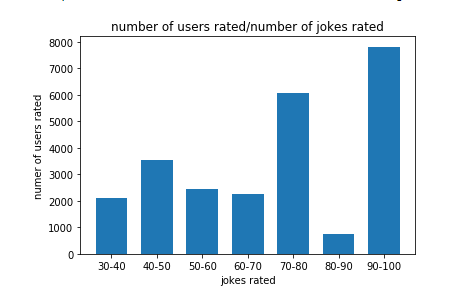 number of users rated/number of jokes rated
8000
7000
6000
5000
4000
3000
2000
1000
0
numer of users rated
30-40 40-50 50-60 60-70 70-80 80-90 90-100
jokes rated